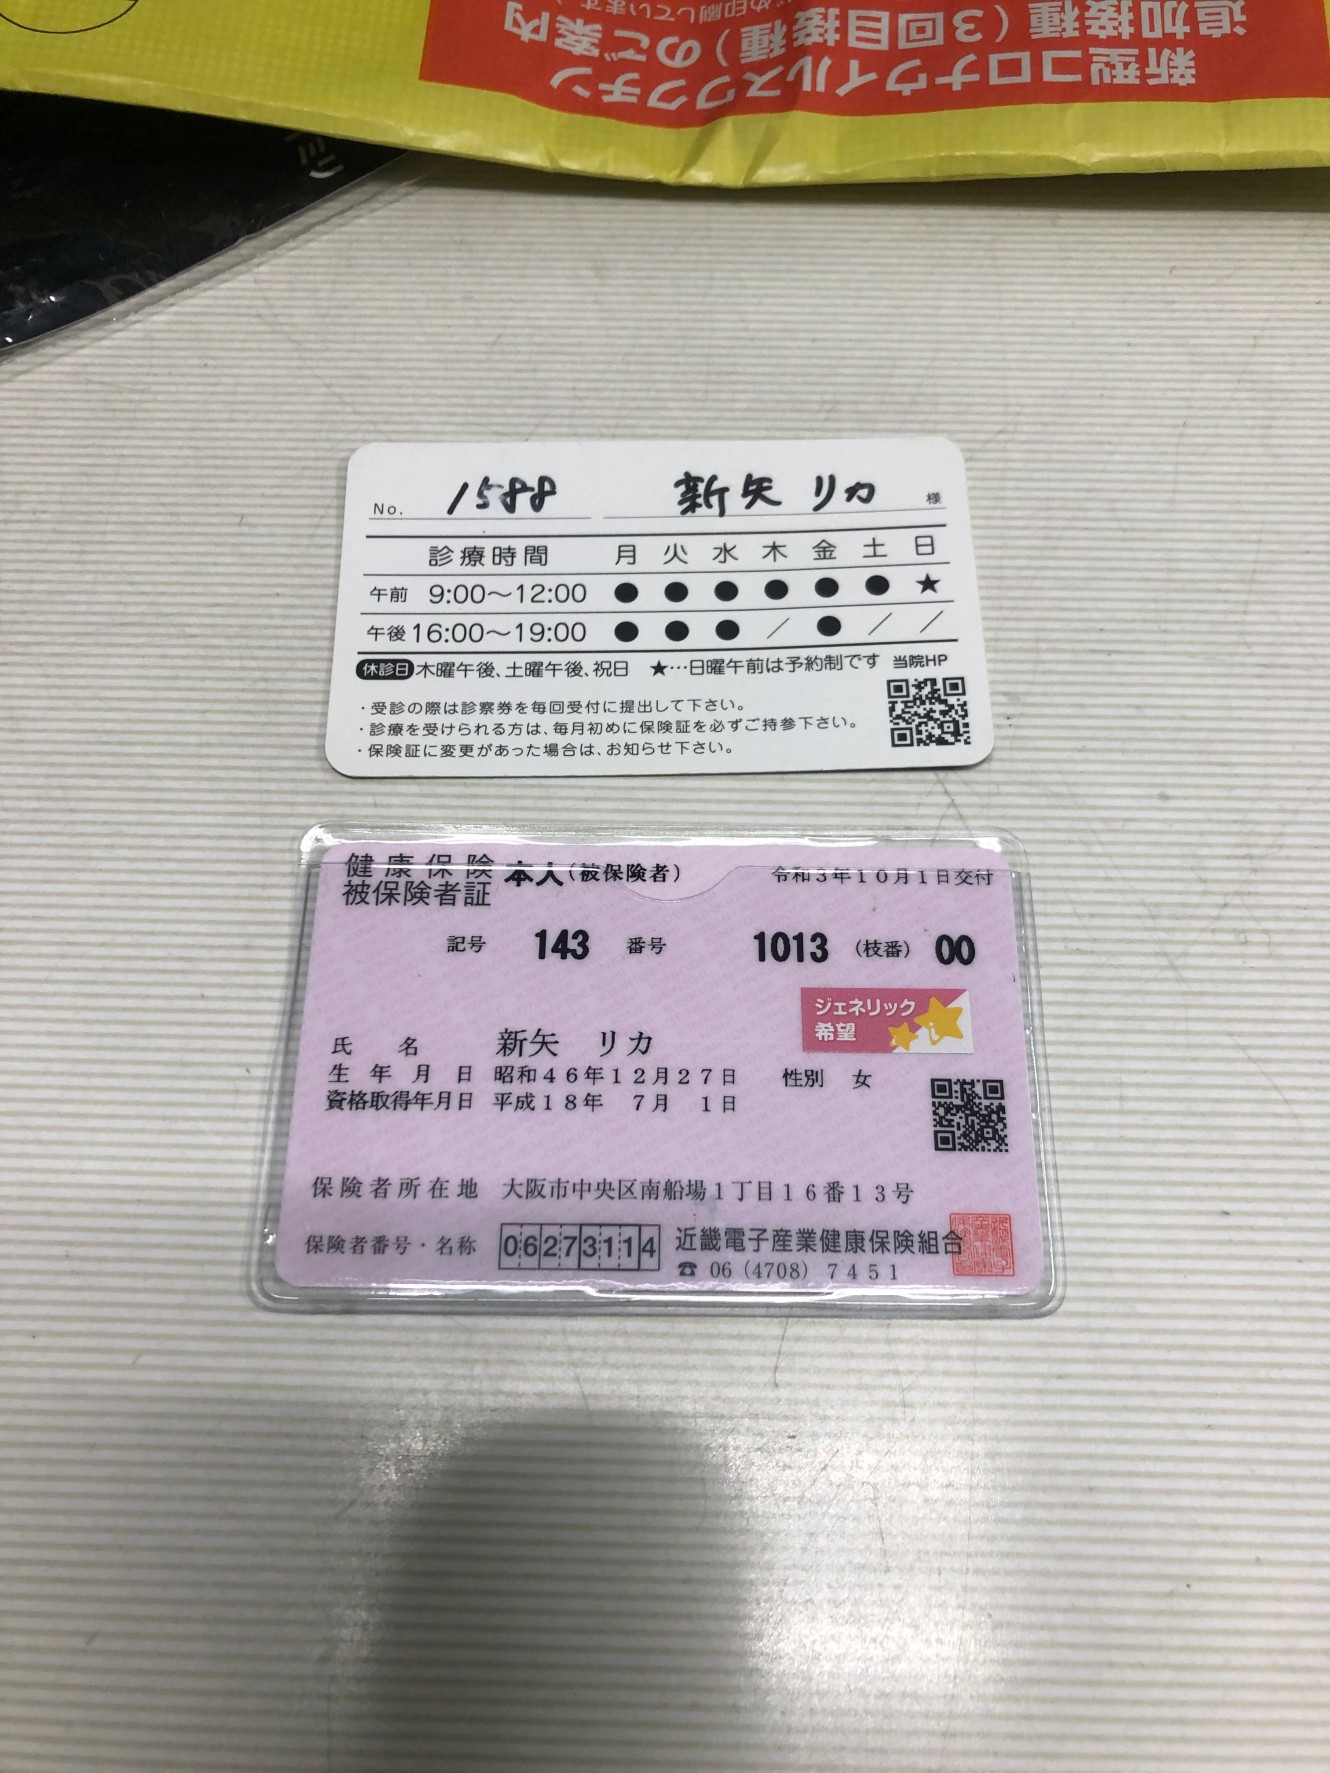 新型コロナウイルスワクチン
追加接種(3回目接種)のご案内
No. 1588 新矢 リカ 様
診療時間 月 火 水 木 金 土 日
午前 9:00〜12:00 ● ● ● ● ● ● ★
午後 16:00〜19:00 ● ● ● / ● / /
休診日 木曜午後、土曜午後、祝日 ★…日曜午前は予約制です 当院HP
・受診の際は診察券を毎回受付に提出して下さい。
・診療を受けられる方は、毎月初めに保険証を必ずご持参下さい。
・保険証に変更があった場合は、お知らせ下さい。
健康保険 本人(被保険者) 令和3年10月1日交付
被保険者証
記号 143 番号 1013 (枝番) 00
ジェネリック
希望
氏名 新矢 リカ
生年月日 昭和46年12月27日 性別 女
資格取得年月日 平成18年 7月 1日
保険者所在地 大阪市中央区南船場1丁目16番13号
保険者番号・名称 06273114 近畿電子産業健康保険組合
☎ 06(4708)7451